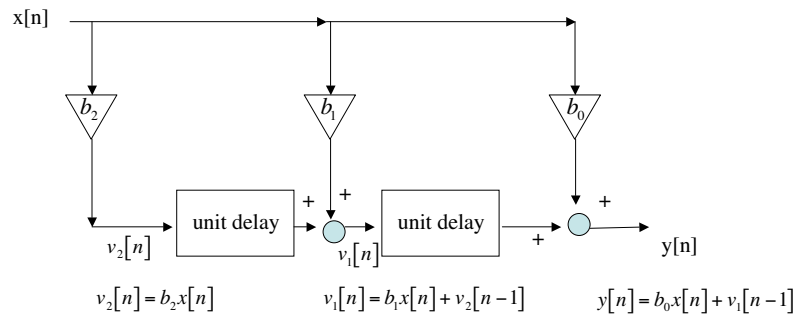 x[n]
b₂
b₁
b₀
unit delay
+
+
unit delay
+
+
v₂[n]
v₁[n]
y[n]
v₂[n] = b₂x[n]
v₁[n] = b₁x[n] + v₂[n−1]
y[n] = b₀x[n] + v₁[n−1]